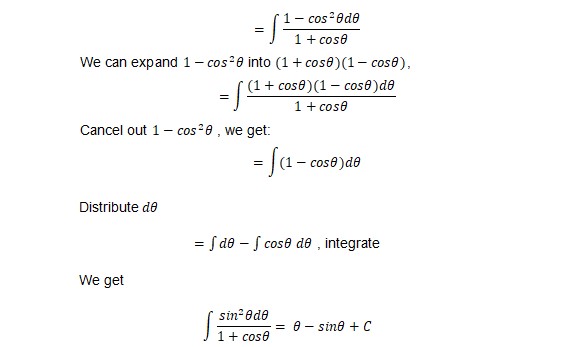 = ∫ 1 − cos²θdθ / 1 + cosθ
We can expand 1 − cos²θ into (1 + cosθ)(1 − cosθ),
= ∫ (1 + cosθ)(1 − cosθ)dθ / 1 + cosθ
Cancel out 1 − cos²θ , we get:
= ∫(1 − cosθ)dθ
Distribute dθ
= ∫ dθ − ∫ cosθ dθ , integrate
We get
∫ sin²θdθ / 1 + cosθ = θ − sinθ + C